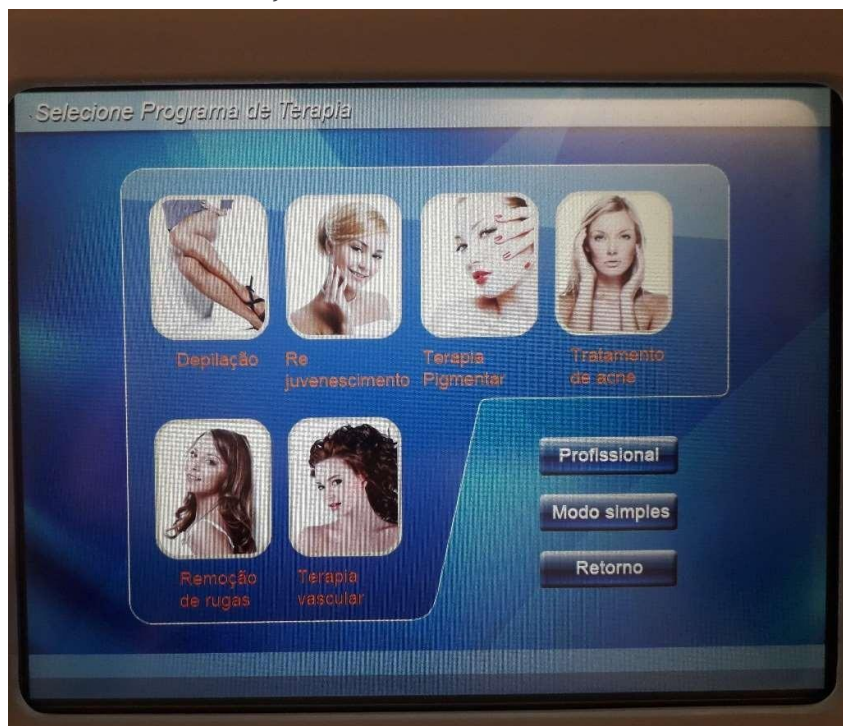 Selecione Programa de Terapia
Depilação
Re
juvenescimento
Terapia
Pigmentar
Tratamento
de acne
Remoção
de rugas
Terapia
vascular
Profissional
Modo simples
Retorno